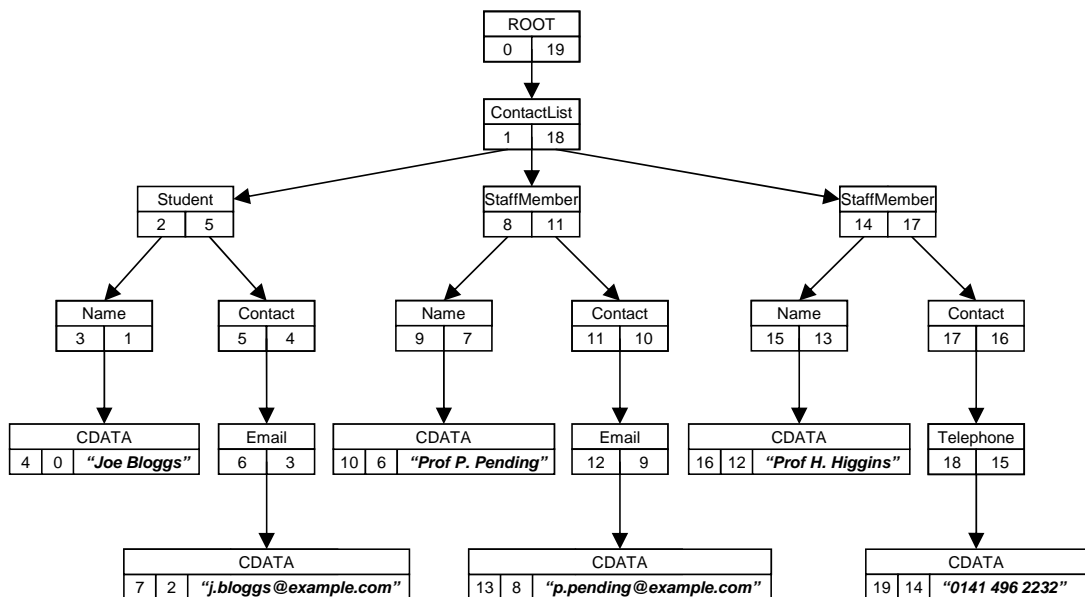 ROOT
0 19
ContactList
1 18
Student StaffMember StaffMember
2 5 8 11 14 17
Name Contact Name Contact Name Contact
3 1 5 4 9 7 11 10 15 13 17 16
CDATA Email CDATA Email CDATA Telephone
4 0 “Joe Bloggs” 6 3 10 6 “Prof P. Pending” 12 9 16 12 “Prof H. Higgins” 18 15
CDATA CDATA CDATA
7 2 “j.bloggs@example.com” 13 8 “p.pending@example.com” 19 14 “0141 496 2232”